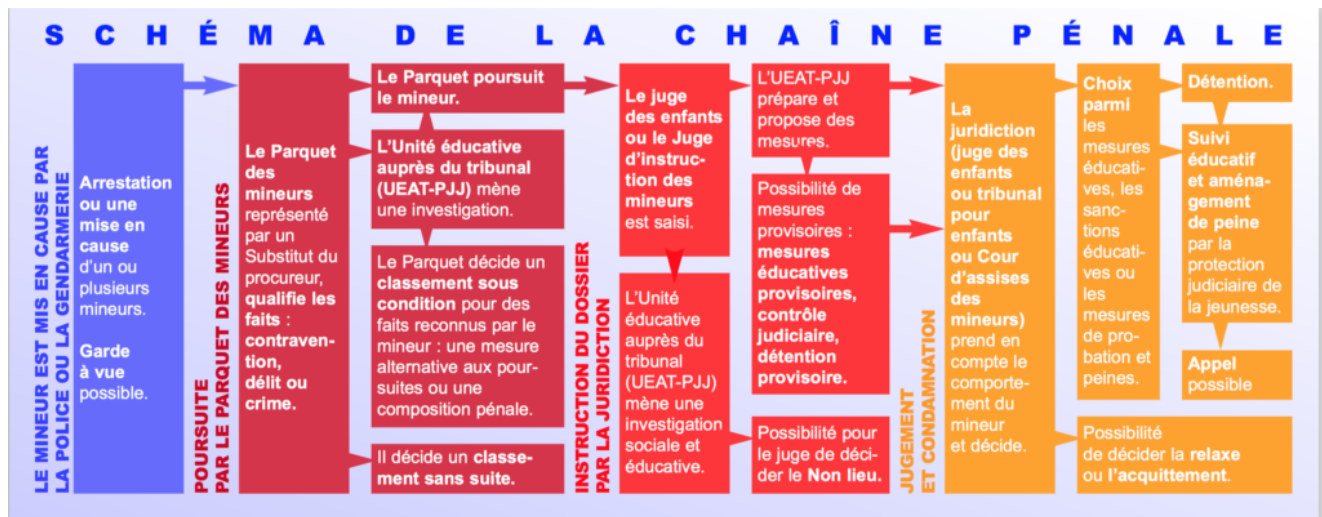 SCHÉMA DE LA CHAÎNE PÉNALE
LE MINEUR EST MIS EN CAUSE PAR
LA POLICE OU LA GENDARMERIE
Arrestation
ou une
mise en
cause
d'un ou
plusieurs
mineurs.
Garde
à vue
possible.
POURSUITE
PAR LE PARQUET DES MINEURS
Le Parquet
des
mineurs
représenté
par un
Substitut du
procureur,
qualifie les
faits :
contraven-
tion,
délit ou
crime.
Le Parquet poursuit
le mineur.
L'Unité éducative
auprès du tribunal
(UEAT-PJJ) mène
une investigation.
Le Parquet décide un
classement sous
condition pour des
faits reconnus par le
mineur : une mesure
alternative aux pour-
suites ou une
composition pénale.
Il décide un classe-
ment sans suite.
INSTRUCTION DU DOSSIER
PAR LA JURIDICTION
Le juge
des enfants
ou le Juge
d'instruc-
tion des
mineurs
est saisi.
L'Unité
éducative
auprès du
tribunal
(UEAT-PJJ)
mène une
investigation
sociale et
éducative.
L'UEAT-PJJ
prépare et
propose des
mesures.
Possibilité de
mesures
provisoires :
mesures
éducatives
provisoires,
contrôle
judiciaire,
détention
provisoire.
Possibilité pour
le juge de déci-
der le Non lieu.
JUGEMENT
ET CONDAMNATION
La
juridiction
(juge des
enfants
ou tribunal
pour
enfants
ou Cour
d'assises
des
mineurs)
prend en
compte le
comporte-
ment du
mineur
et décide.
Choix
parmi
les
mesures
éducati-
ves, les
sanc-
tions
éducati-
ves ou
les
mesures
de pro-
bation et
peines.
Détention.
Suivi
éducatif
et aména-
gement
de peine
par la
protection
judiciaire de
la jeunesse.
Appel
possible
Possibilité
de décider la relaxe
ou l'acquittement.